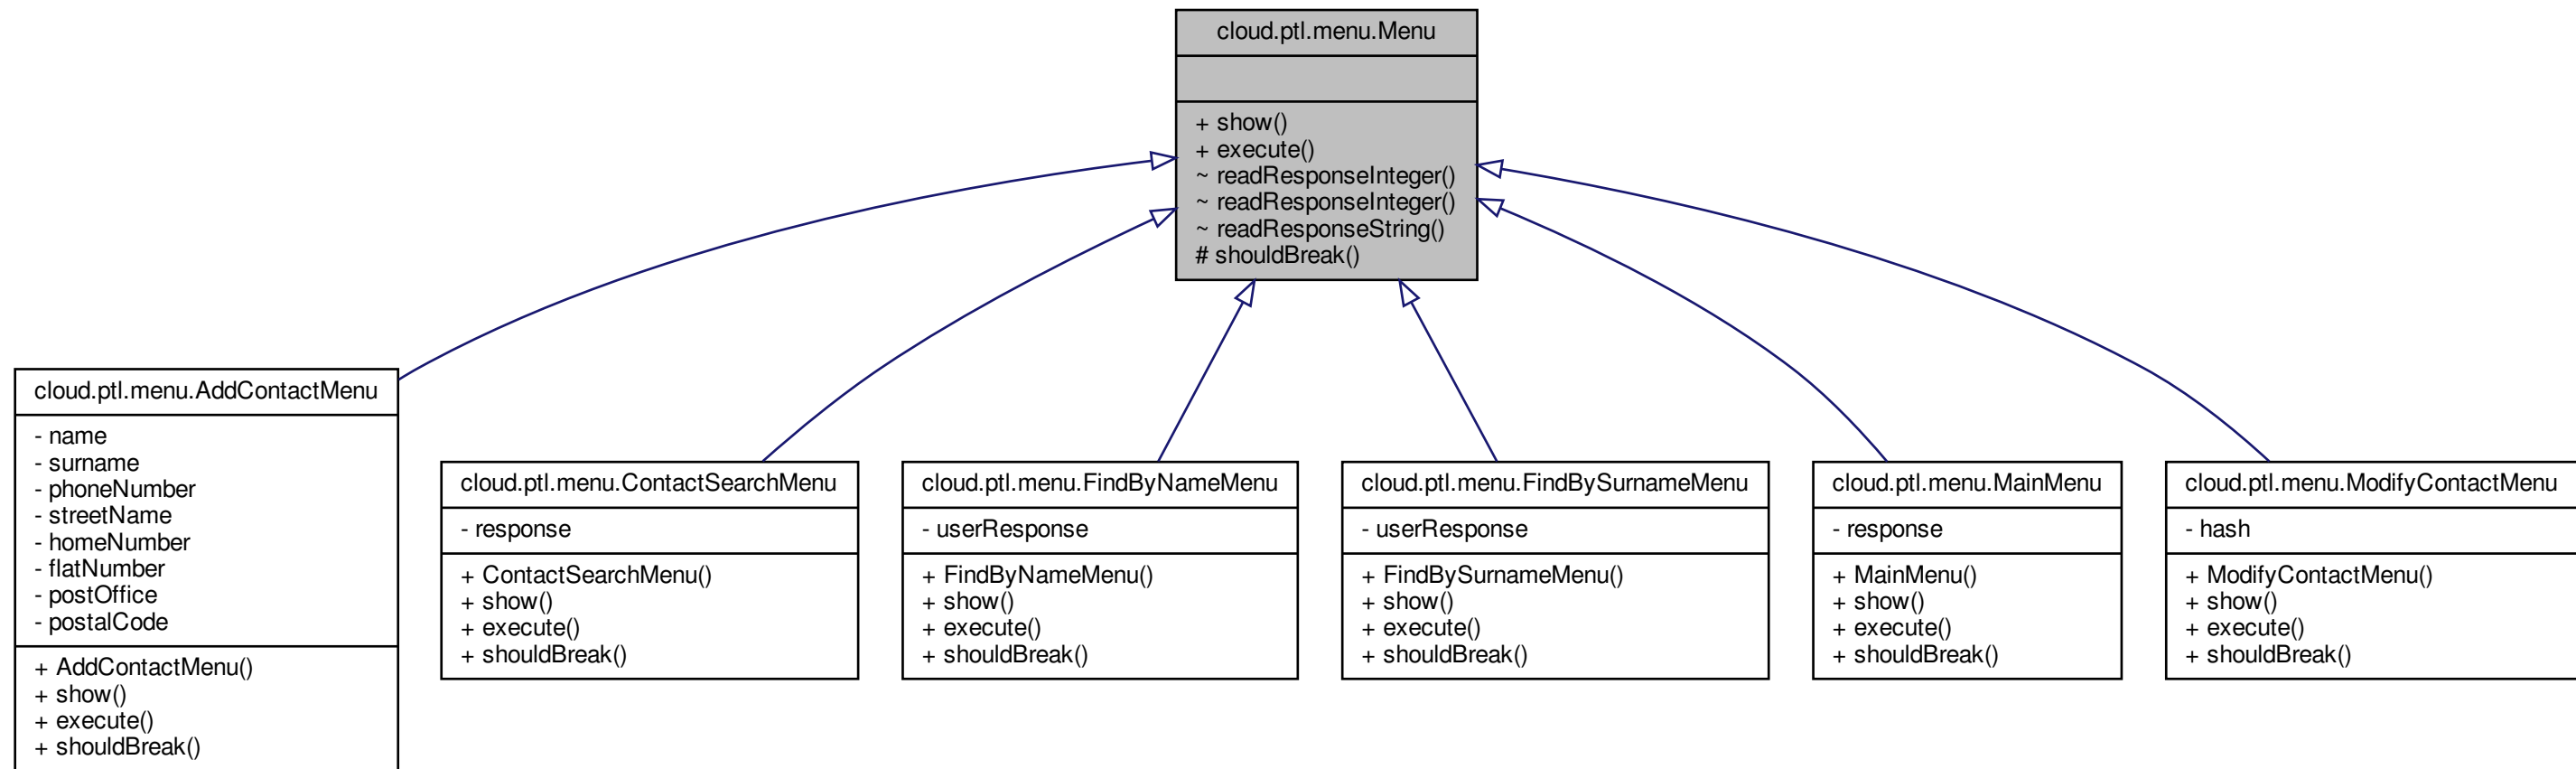 cloud.ptl.menu.Menu
+ show()
+ execute()
~ readResponseInteger()
~ readResponseInteger()
~ readResponseString()
# shouldBreak()
cloud.ptl.menu.AddContactMenu
- name
- surname
- phoneNumber
- streetName
- homeNumber
- flatNumber
- postOffice
- postalCode
+ AddContactMenu()
+ show()
+ execute()
+ shouldBreak()
cloud.ptl.menu.ContactSearchMenu
- response
+ ContactSearchMenu()
+ show()
+ execute()
+ shouldBreak()
cloud.ptl.menu.FindByNameMenu
- userResponse
+ FindByNameMenu()
+ show()
+ execute()
+ shouldBreak()
cloud.ptl.menu.FindBySurnameMenu
- userResponse
+ FindBySurnameMenu()
+ show()
+ execute()
+ shouldBreak()
cloud.ptl.menu.MainMenu
- response
+ MainMenu()
+ show()
+ execute()
+ shouldBreak()
cloud.ptl.menu.ModifyContactMenu
- hash
+ ModifyContactMenu()
+ show()
+ execute()
+ shouldBreak()